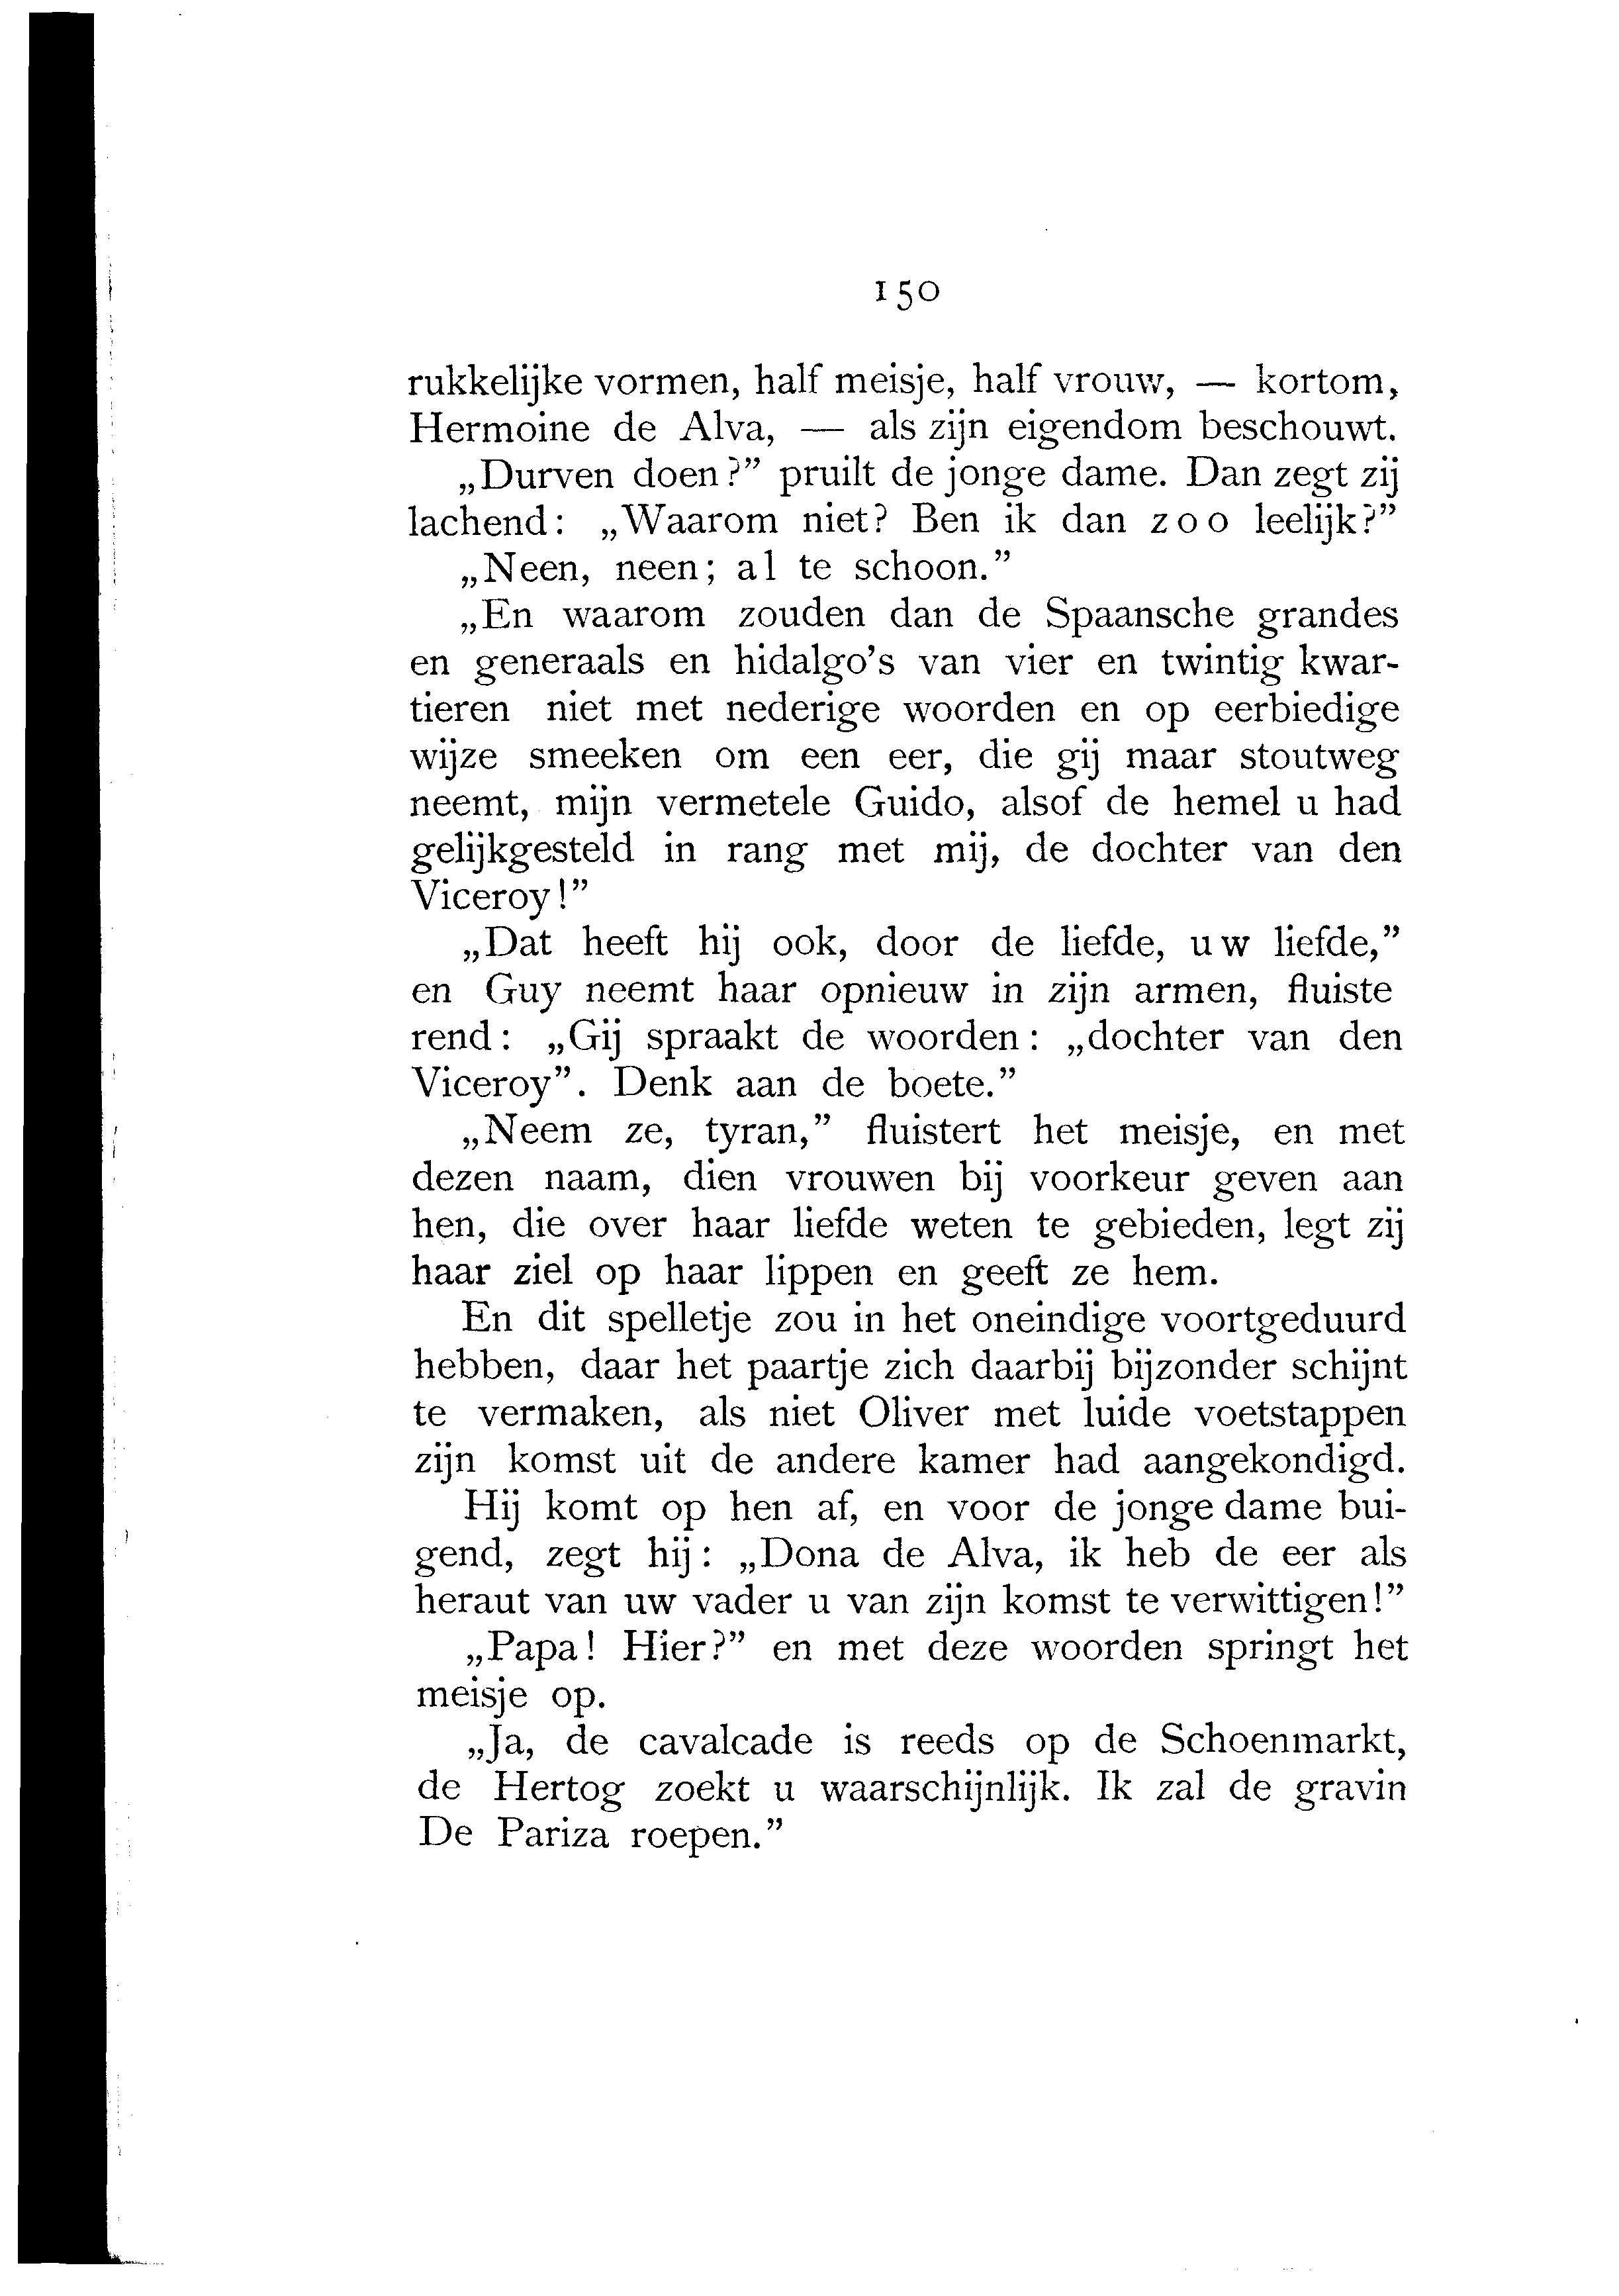 150
rukkelijke vormen, half meisje, half vrouw, — kortom,
Hermoine de Alva, — als zijn eigendom beschouwt.
„Durven doen?” pruilt de jonge dame. Dan zegt zij
lachend: „Waarom niet? Ben ik dan zoo leelijk?”
„Neen, neen; al te schoon.”
„En waarom zouden dan de Spaansche grandes
en generaals en hidalgo's van vier en twintig kwar-
tieren niet met nederige woorden en op eerbiedige
wijze smeeken om een eer, die gij maar stoutweg
neemt, mijn vermetele Guido, alsof de hemel u had
gelijkgesteld in rang met mij, de dochter van den
Viceroy!”
„Dat heeft hij ook, door de liefde, uw liefde,”
en Guy neemt haar opnieuw in zijn armen, fluiste
rend: „Gij spraakt de woorden: „dochter van den
Viceroy”. Denk aan de boete.”
„Neem ze, tyran,” fluistert het meisje, en met
dezen naam, dien vrouwen bij voorkeur geven aan
hen, die over haar liefde weten te gebieden, legt zij
haar ziel op haar lippen en geeft ze hem.
En dit spelletje zou in het oneindige voortgeduurd
hebben, daar het paartje zich daarbij bijzonder schijnt
te vermaken, als niet Oliver met luide voetstappen
zijn komst uit de andere kamer had aangekondigd.
Hij komt op hen af, en voor de jonge dame bui-
gend, zegt hij: „Dona de Alva, ik heb de eer als
heraut van uw vader u van zijn komst te verwittigen!”
„Papa! Hier?” en met deze woorden springt het
meisje op.
„Ja, de cavalcade is reeds op de Schoenmarkt,
de Hertog zoekt u waarschijnlijk. Ik zal de gravin
De Pariza roepen.”